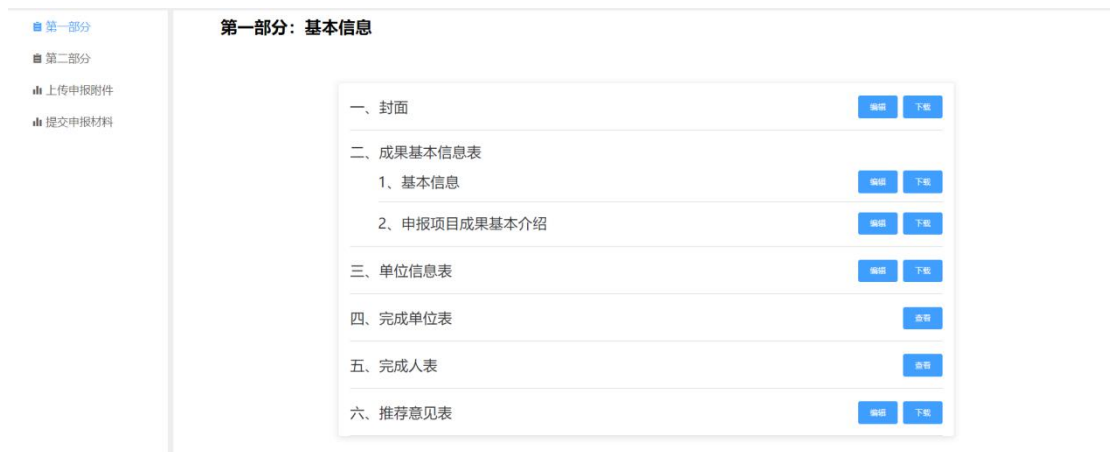 第一部分
第二部分
上传申报附件
提交申报材料
第一部分：基本信息
一、封面 编辑 下载
二、成果基本信息表
1、基本信息 编辑 下载
2、申报项目成果基本介绍 编辑 下载
三、单位信息表 编辑 下载
四、完成单位表 查看
五、完成人表 查看
六、推荐意见表 编辑 下载